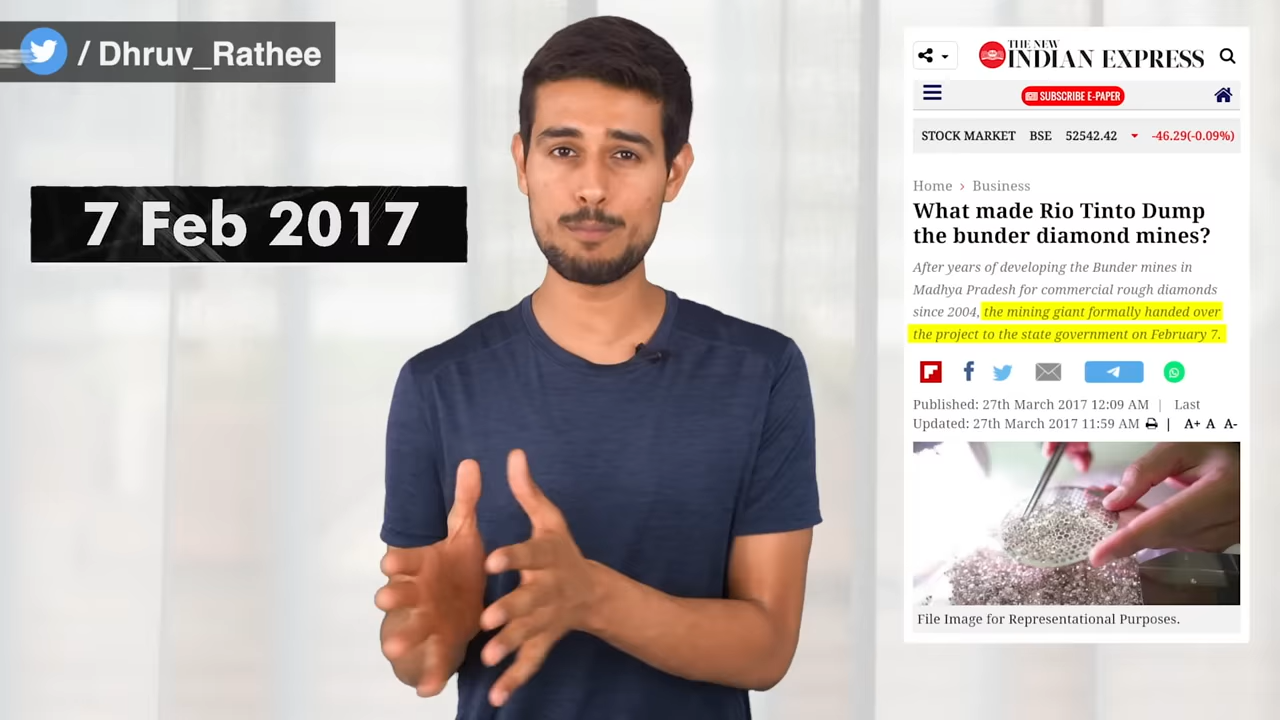 / Dhruv_Rathee
7 Feb 2017
THE NEW
INDIAN EXPRESS
SUBSCRIBE E-PAPER
STOCK MARKET BSE 52542.42 -46.29(-0.09%)
Home > Business
What made Rio Tinto Dump
the bunder diamond mines?
After years of developing the Bunder mines in
Madhya Pradesh for commercial rough diamonds
since 2004, the mining giant formally handed over
the project to the state government on February 7.
Published: 27th March 2017 12:09 AM | Last
Updated: 27th March 2017 11:59 AM | A+ A A-
File Image for Representational Purposes.